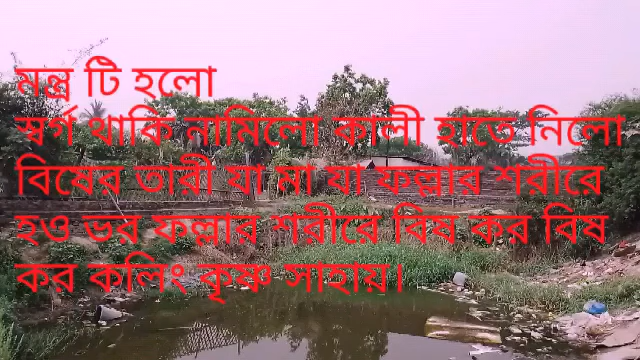 মন্ত্র টি হলো
স্বর্গ থাকি নামিলো কালী হাতে নিলো
বিষের তারী যা মা যা ফল্লার শরীরে
হও ভর ফল্লার শরীরে বিষ কর বিষ
কর কলিং কৃষ্ণ সাহায়।